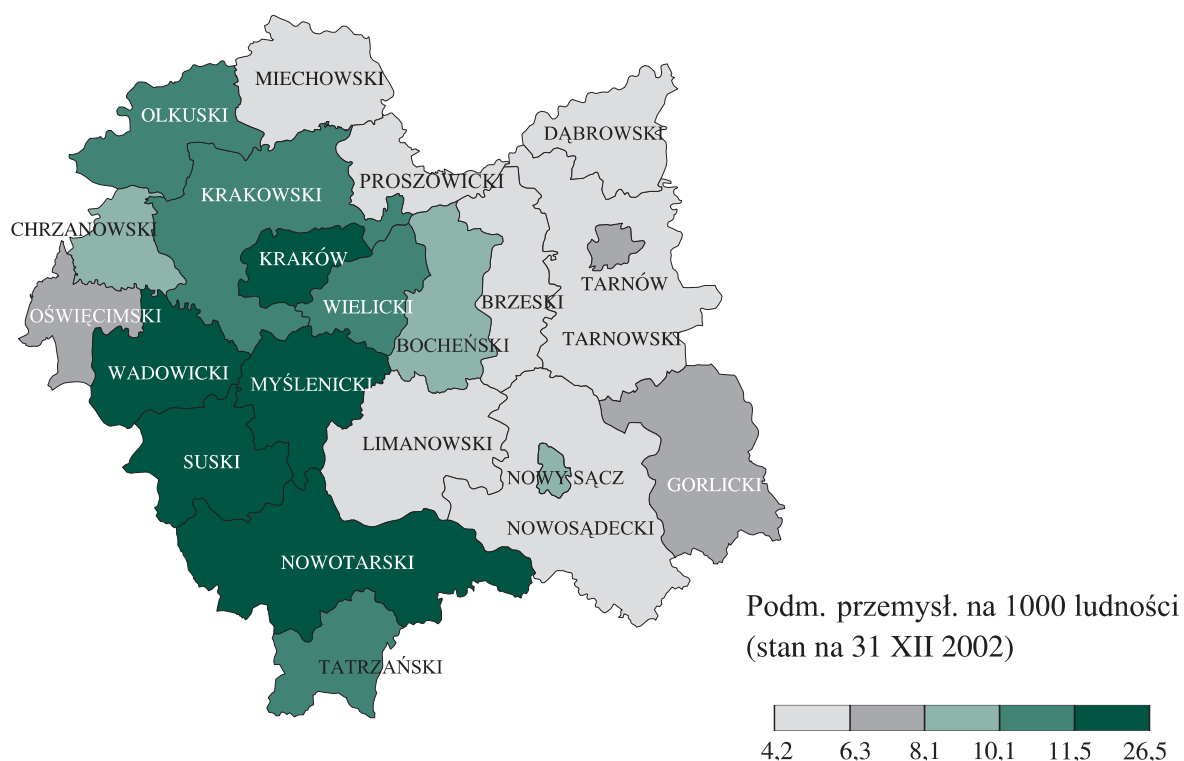 MIECHOWSKI
OLKUSKI
DĄBROWSKI
PROSZOWICKI
KRAKOWSKI
CHRZANOWSKI
KRAKÓW
TARNÓW
WIELICKI
BRZESKI
OŚWIĘCIMSKI
TARNOWSKI
BOCHEŃSKI
WADOWICKI
MYŚLENICKI
LIMANOWSKI
SUSKI
NOWY SĄCZ
GORLICKI
NOWOSĄDECKI
NOWOTARSKI
Podm. przemysł. na 1000 ludności
(stan na 31 XII 2002)
TATRZAŃSKI
4,2 6,3 8,1 10,1 11,5 26,5